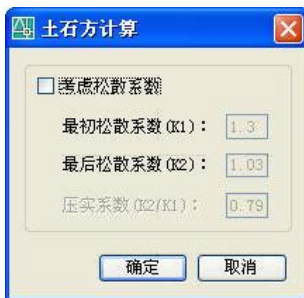 土石方计算
考虑松散系数
最初松散系数(K1)： 1.3
最后松散系数(K2)： 1.03
压实系数(K2/K1)： 0.79
确定 取消